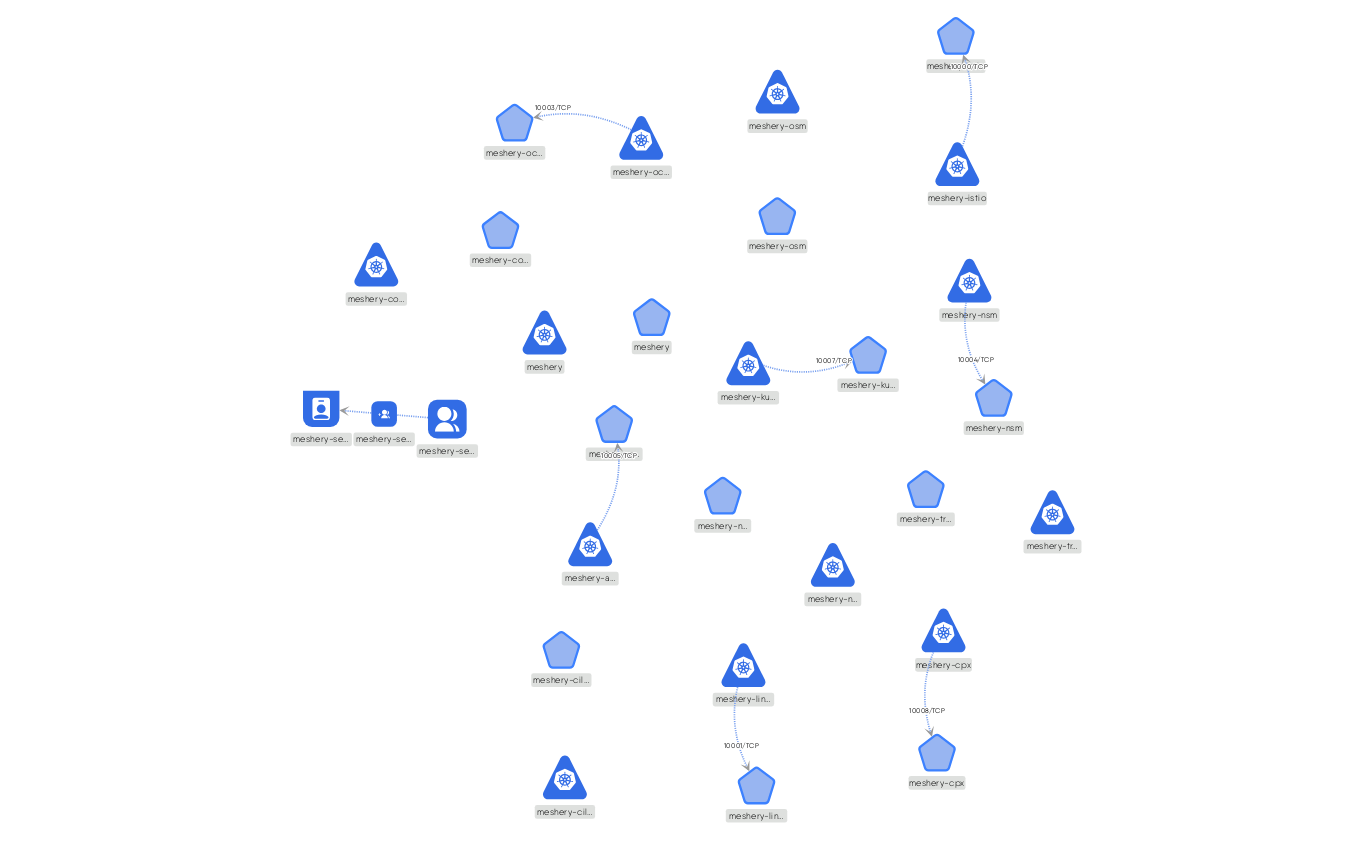 10000/TCP
10003/TCP
meshery-osm
meshery-oc...
meshery-oc...
meshery-istio
meshery-osm
meshery-co...
meshery-co...
meshery-nsm
meshery
meshery
10007/TCP
10004/TCP
meshery-ku...
meshery-ku...
meshery-nsm
meshery-se...
meshery-se...
meshery-se...
10005/TCP
meshery-n...
meshery-tr...
meshery-tr...
meshery-a...
meshery-n...
meshery-cpx
meshery-cil...
meshery-lin...
10008/TCP
10001/TCP
meshery-cpx
meshery-cil...
meshery-lin...